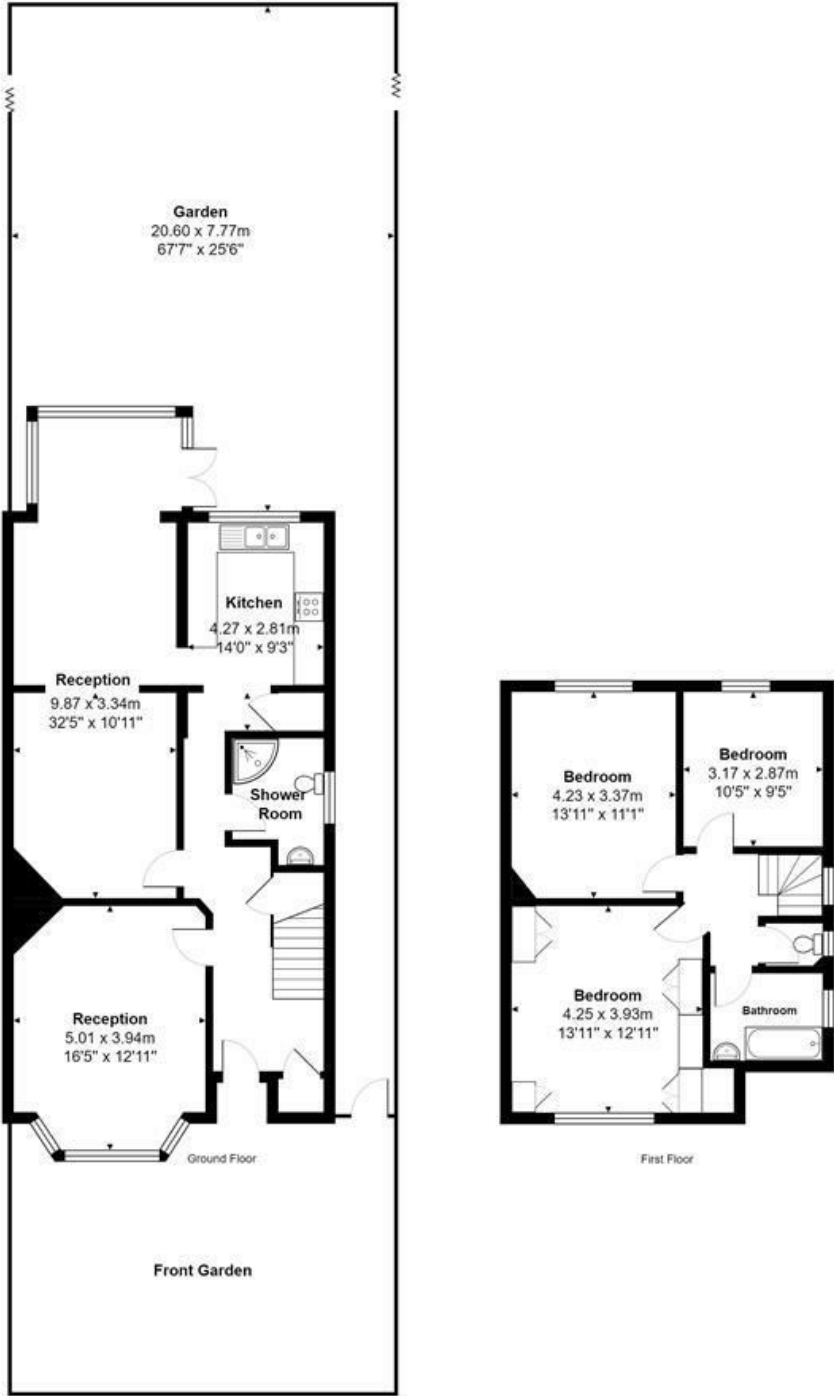 Garden
20.60 x 7.77m
67'7" x 25'6"
Kitchen
4.27 x 2.81m
14'0" x 9'3"
Reception
9.87 x 3.34m
32'5" x 10'11"
Shower
Room
Reception
5.01 x 3.94m
16'5" x 12'11"
Ground Floor
Front Garden
Bedroom
4.23 x 3.37m
13'11" x 11'1"
Bedroom
3.17 x 2.87m
10'5" x 9'5"
Bedroom
4.25 x 3.93m
13'11" x 12'11"
Bathroom
First Floor